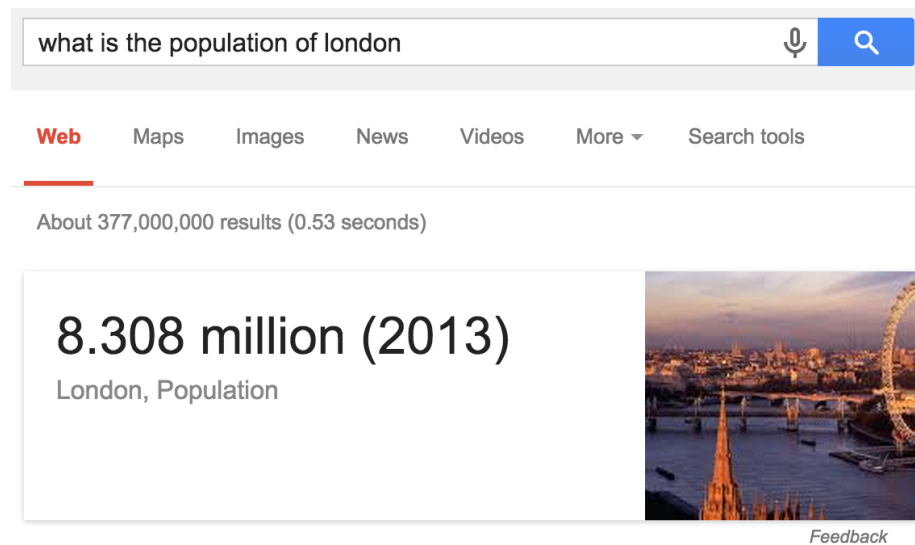 what is the population of london
Web Maps Images News Videos More Search tools
About 377,000,000 results (0.53 seconds)
8.308 million (2013)
London, Population
Feedback